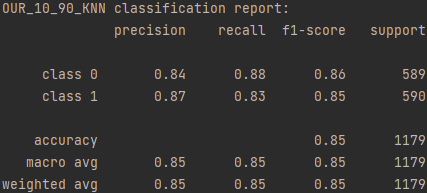 OUR_10_90_KNN classification report:
precision recall f1-score support
class 0 0.84 0.88 0.86 589
class 1 0.87 0.83 0.85 590
accuracy 0.85 1179
macro avg 0.85 0.85 0.85 1179
weighted avg 0.85 0.85 0.85 1179